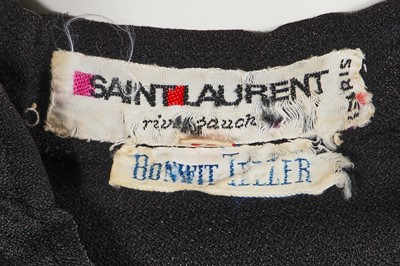 SAINT LAURENT
rive gauche
PARIS
BONWIT TELLER